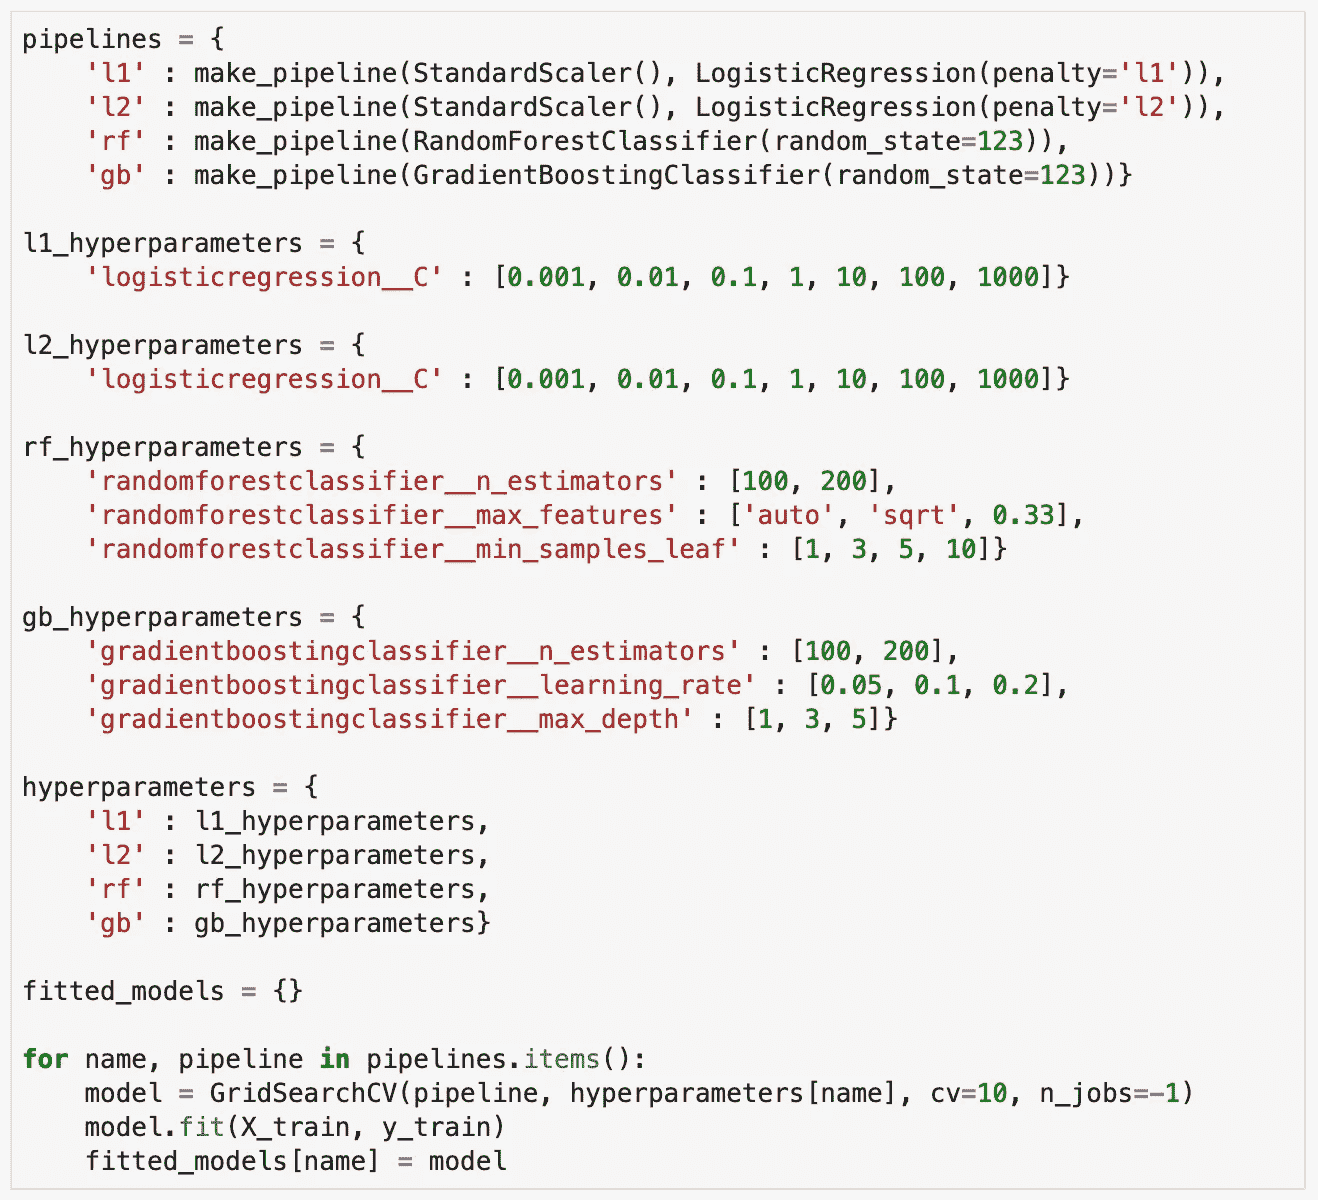 pipelines = {
    'l1' : make_pipeline(StandardScaler(), LogisticRegression(penalty='l1')),
    'l2' : make_pipeline(StandardScaler(), LogisticRegression(penalty='l2')),
    'rf' : make_pipeline(RandomForestClassifier(random_state=123)),
    'gb' : make_pipeline(GradientBoostingClassifier(random_state=123))}

l1_hyperparameters = {
    'logisticregression__C' : [0.001, 0.01, 0.1, 1, 10, 100, 1000]}

l2_hyperparameters = {
    'logisticregression__C' : [0.001, 0.01, 0.1, 1, 10, 100, 1000]}

rf_hyperparameters = {
    'randomforestclassifier__n_estimators' : [100, 200],
    'randomforestclassifier__max_features' : ['auto', 'sqrt', 0.33],
    'randomforestclassifier__min_samples_leaf' : [1, 3, 5, 10]}

gb_hyperparameters = {
    'gradientboostingclassifier__n_estimators' : [100, 200],
    'gradientboostingclassifier__learning_rate' : [0.05, 0.1, 0.2],
    'gradientboostingclassifier__max_depth' : [1, 3, 5]}

hyperparameters = {
    'l1' : l1_hyperparameters,
    'l2' : l2_hyperparameters,
    'rf' : rf_hyperparameters,
    'gb' : gb_hyperparameters}

fitted_models = {}

for name, pipeline in pipelines.items():
    model = GridSearchCV(pipeline, hyperparameters[name], cv=10, n_jobs=-1)
    model.fit(X_train, y_train)
    fitted_models[name] = model